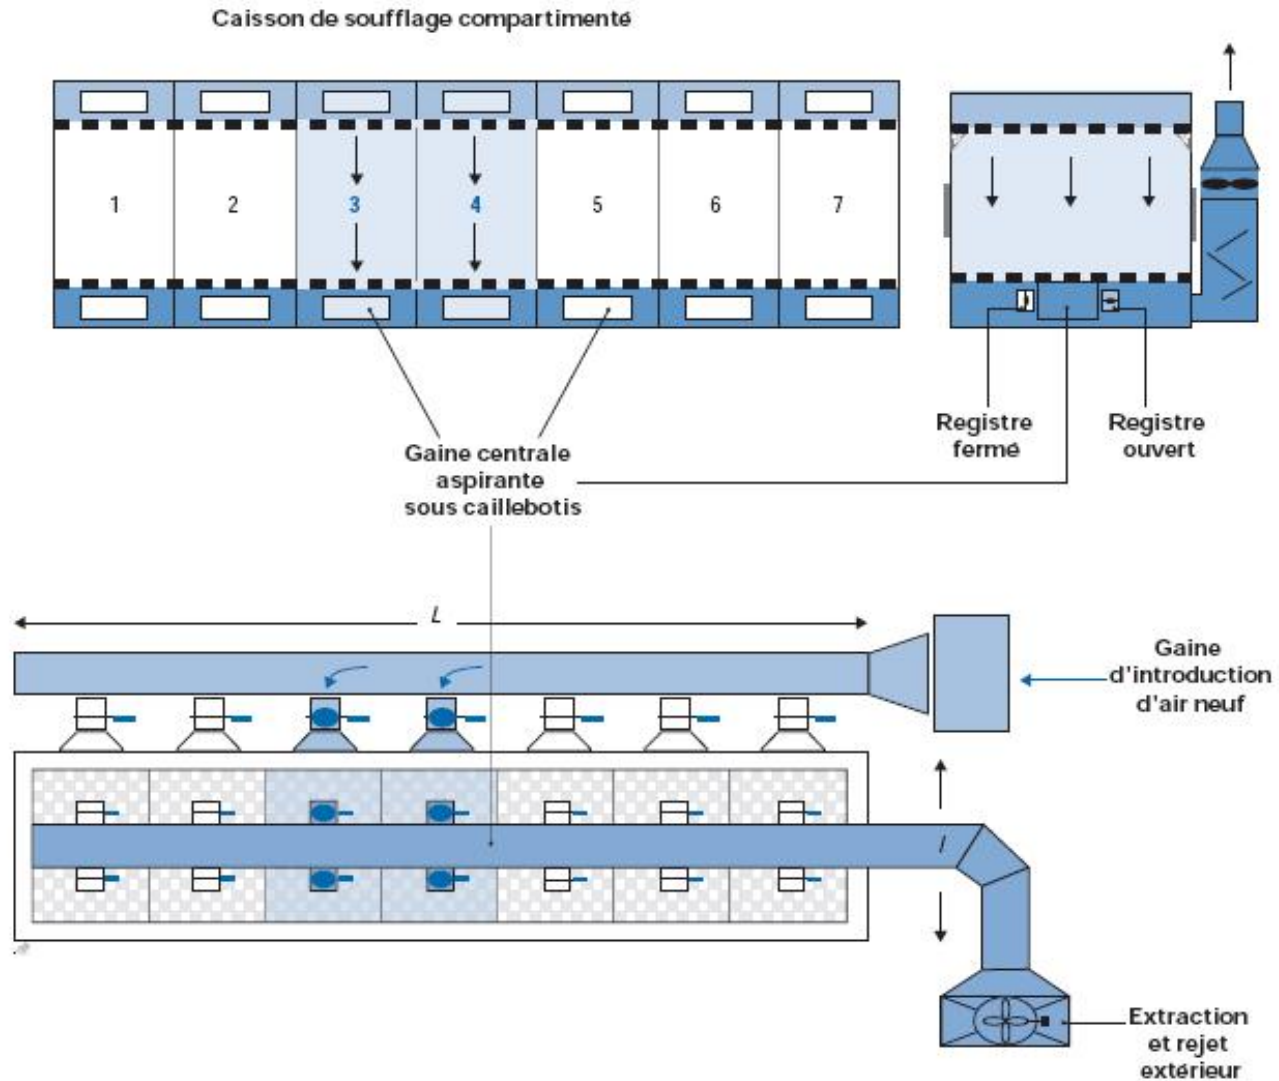 Caisson de soufflage compartimenté
1 2 3 4 5 6 7
Registre
fermé
Registre
ouvert
Gaine centrale
aspirante
sous caillebotis
L
Gaine
d'introduction
d'air neuf
l
Extraction
et rejet
extérieur